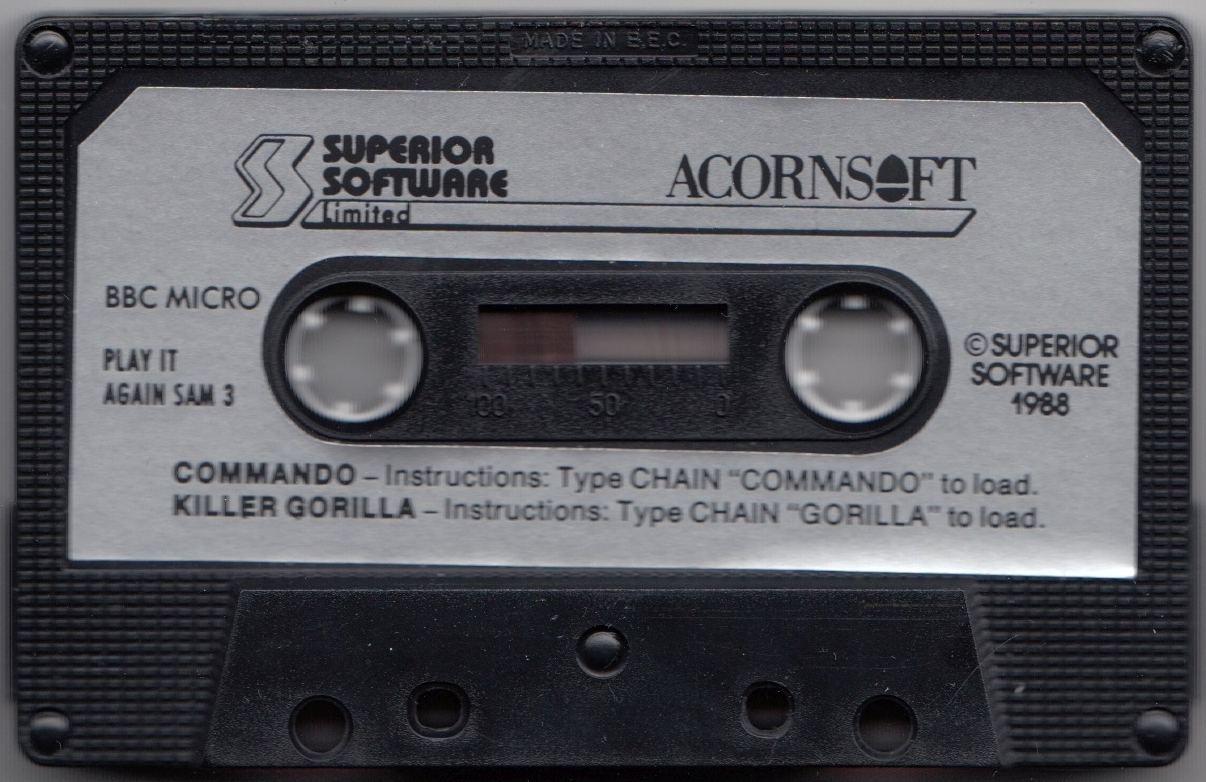 MADE IN E.E.C.
SUPERIOR
SOFTWARE
Limited
ACORNSOFT
BBC MICRO
PLAY IT
AGAIN SAM 3
100 50 0
© SUPERIOR
SOFTWARE
1988
COMMANDO – Instructions: Type CHAIN “COMMANDO” to load.
KILLER GORILLA – Instructions: Type CHAIN “GORILLA” to load.